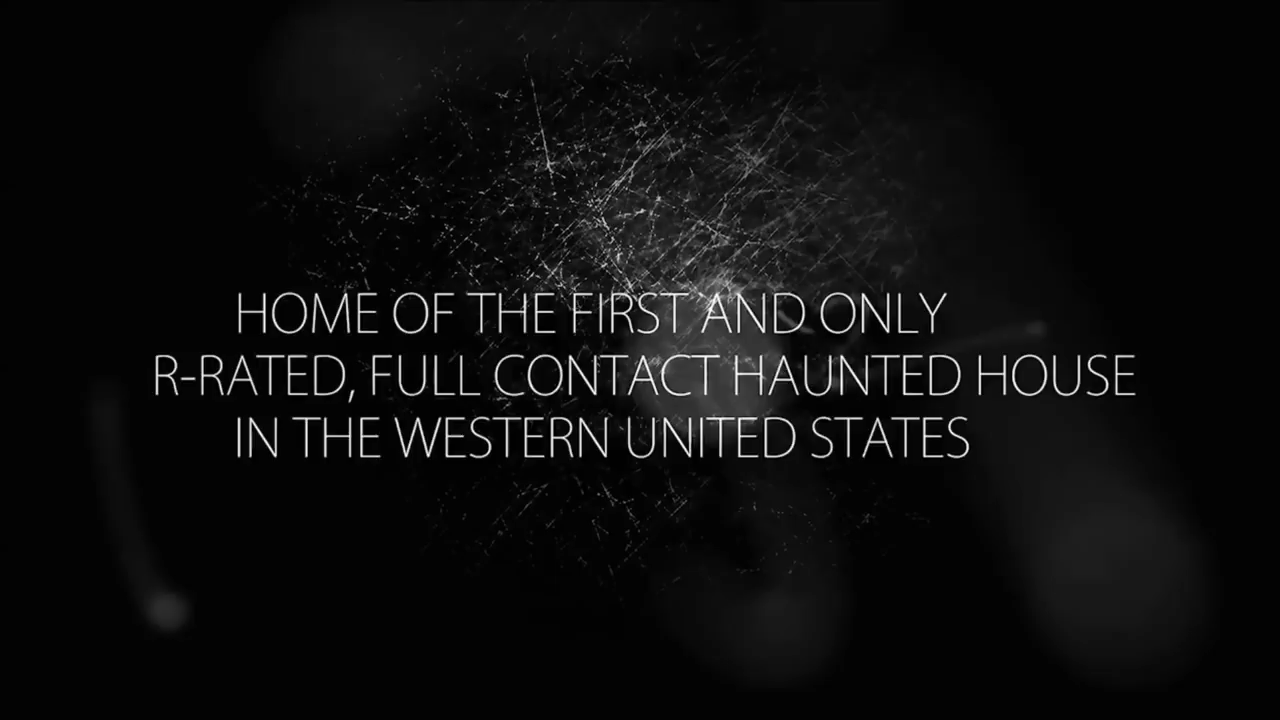 HOME OF THE FIRST AND ONLY
R-RATED, FULL CONTACT HAUNTED HOUSE
IN THE WESTERN UNITED STATES